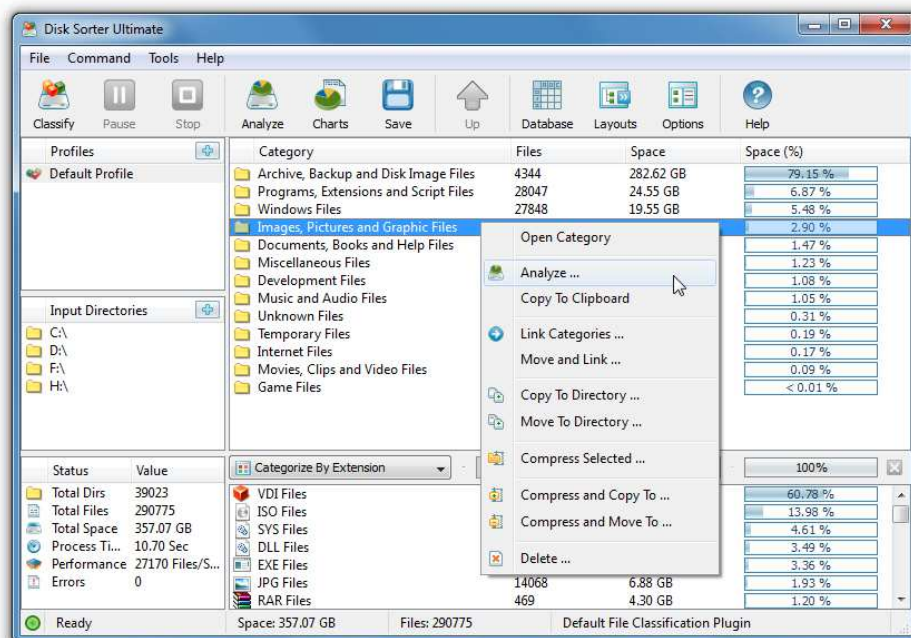 Disk Sorter Ultimate
File Command Tools Help
Classify Pause Stop Analyze Charts Save Up Database Layouts Options Help
Profiles
Default Profile
Category Files Space Space (%)
Archive, Backup and Disk Image Files 4344 282.62 GB 79.15 %
Programs, Extensions and Script Files 28047 24.55 GB 6.87 %
Windows Files 27848 19.55 GB 5.48 %
Images, Pictures and Graphic Files 2.90 %
Documents, Books and Help Files 1.47 %
Miscellaneous Files 1.23 %
Development Files 1.08 %
Music and Audio Files 1.05 %
Unknown Files 0.31 %
Temporary Files 0.19 %
Internet Files 0.17 %
Movies, Clips and Video Files 0.09 %
Game Files < 0.01 %
Open Category
Analyze ...
Copy To Clipboard
Link Categories ...
Move and Link ...
Copy To Directory ...
Move To Directory ...
Compress Selected ...
Compress and Copy To ...
Compress and Move To ...
Delete ...
Input Directories
C:\
D:\
F:\
H:\
Status Value
Total Dirs 39023
Total Files 290775
Total Space 357.07 GB
Process Ti... 10.70 Sec
Performance 27170 Files/S...
Errors 0
Categorize By Extension 100%
VDI Files 60.78 %
ISO Files 13.98 %
SYS Files 4.61 %
DLL Files 3.49 %
EXE Files 3.36 %
JPG Files 14068 6.88 GB 1.93 %
RAR Files 469 4.30 GB 1.20 %
Ready Space: 357.07 GB Files: 290775 Default File Classification Plugin